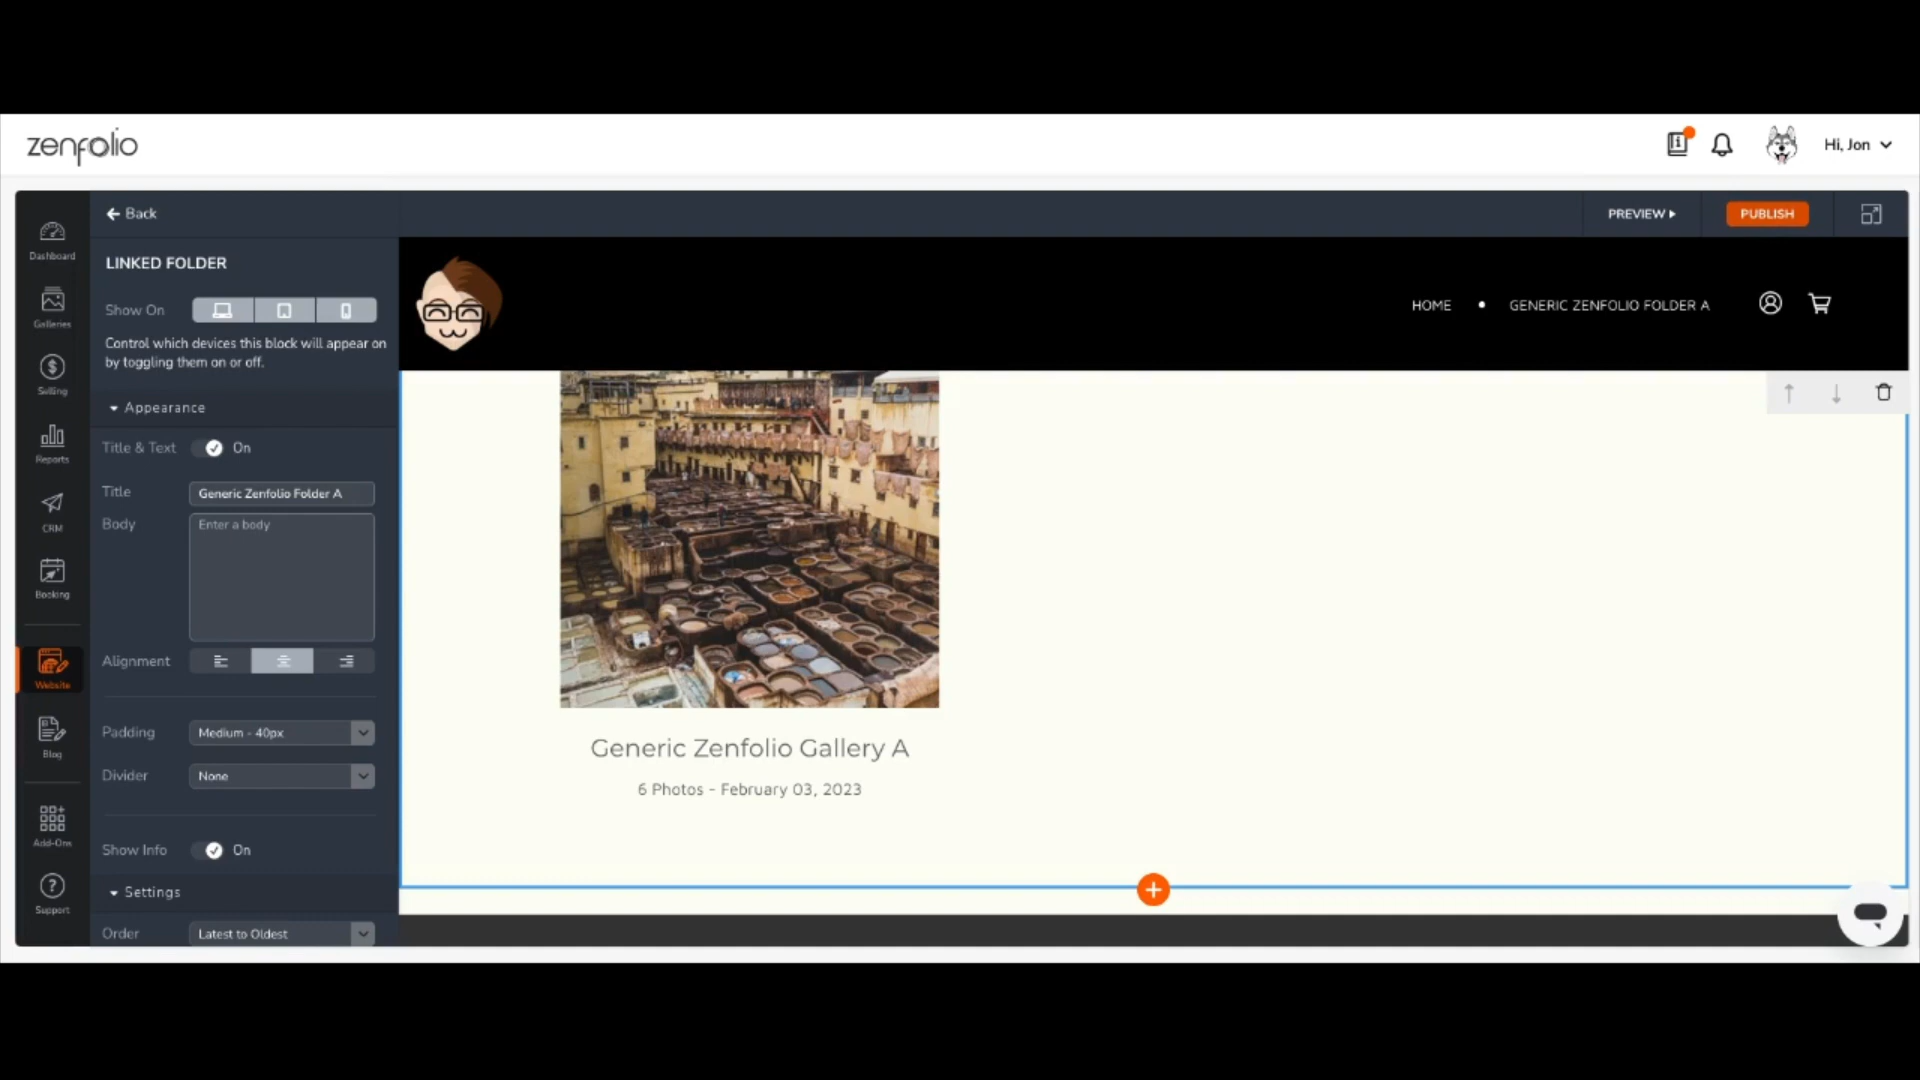 zenfolio
Hi, Jon
Back
PREVIEW
PUBLISH
Dashboard
Galleries
Selling
Reports
CRM
Booking
Website
Blog
Add-Ons
Support
LINKED FOLDER
Show On
Control which devices this block will appear on
by toggling them on or off.
Appearance
Title & Text On
Title Generic Zenfolio Folder A
Body Enter a body
Alignment
Padding Medium - 40px
Divider None
Show Info On
Settings
Order Latest to Oldest
HOME • GENERIC ZENFOLIO FOLDER A
Generic Zenfolio Gallery A
6 Photos - February 03, 2023